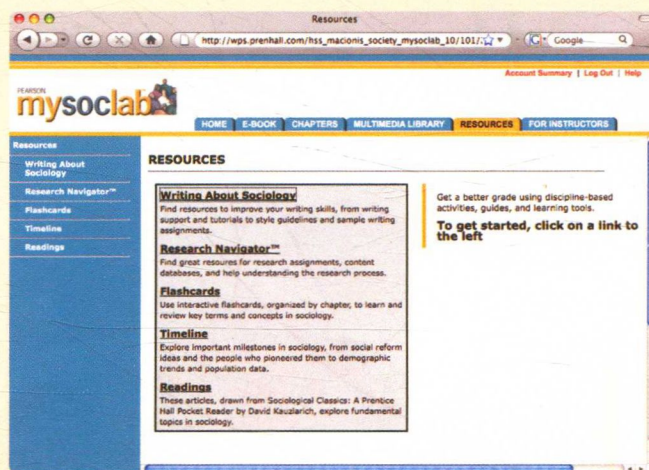 Resources
http://wps.prenhall.com/hss_macionis_society_mysoclab_10/101/
Google
Account Summary | Log Out | Help
PEARSON
mysoclab
HOME E-BOOK CHAPTERS MULTIMEDIA LIBRARY RESOURCES FOR INSTRUCTORS
Resources
Writing About
Sociology
Research Navigator™
Flashcards
Timeline
Readings
RESOURCES
Writing About Sociology
Find resources to improve your writing skills, from writing
support and tutorials to style guidelines and sample writing
assignments.
Research Navigator™
Find great resoures for research assignments, content
databases, and help understanding the research process.
Flashcards
Use interactive flashcards, organized by chapter, to learn and
review key terms and concepts in sociology.
Timeline
Explore important milestones in sociology, from social reform
ideas and the people who pioneered them to demographic
trends and population data.
Readings
These articles, drawn from Sociological Classics: A Prentice
Hall Pocket Reader by David Kauzlarich, explore fundamental
topics in sociology.
Get a better grade using discipline-based
activities, guides, and learning tools.
To get started, click on a link to
the left